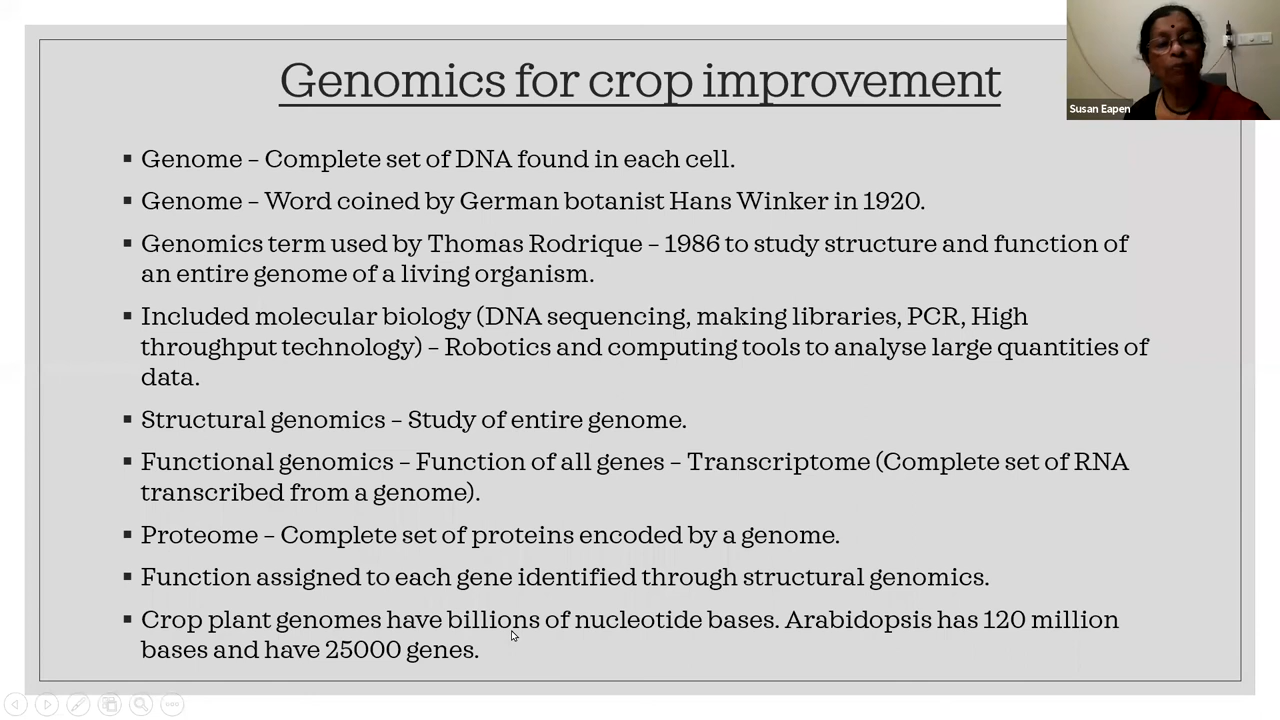 Genomics for crop improvement
Susan Eapen
▪ Genome – Complete set of DNA found in each cell.
▪ Genome – Word coined by German botanist Hans Winker in 1920.
▪ Genomics term used by Thomas Rodrique – 1986 to study structure and function of
an entire genome of a living organism.
▪ Included molecular biology (DNA sequencing, making libraries, PCR, High
throughput technology) – Robotics and computing tools to analyse large quantities of
data.
▪ Structural genomics – Study of entire genome.
▪ Functional genomics – Function of all genes – Transcriptome (Complete set of RNA
transcribed from a genome).
▪ Proteome – Complete set of proteins encoded by a genome.
▪ Function assigned to each gene identified through structural genomics.
▪ Crop plant genomes have billions of nucleotide bases. Arabidopsis has 120 million
bases and have 25000 genes.